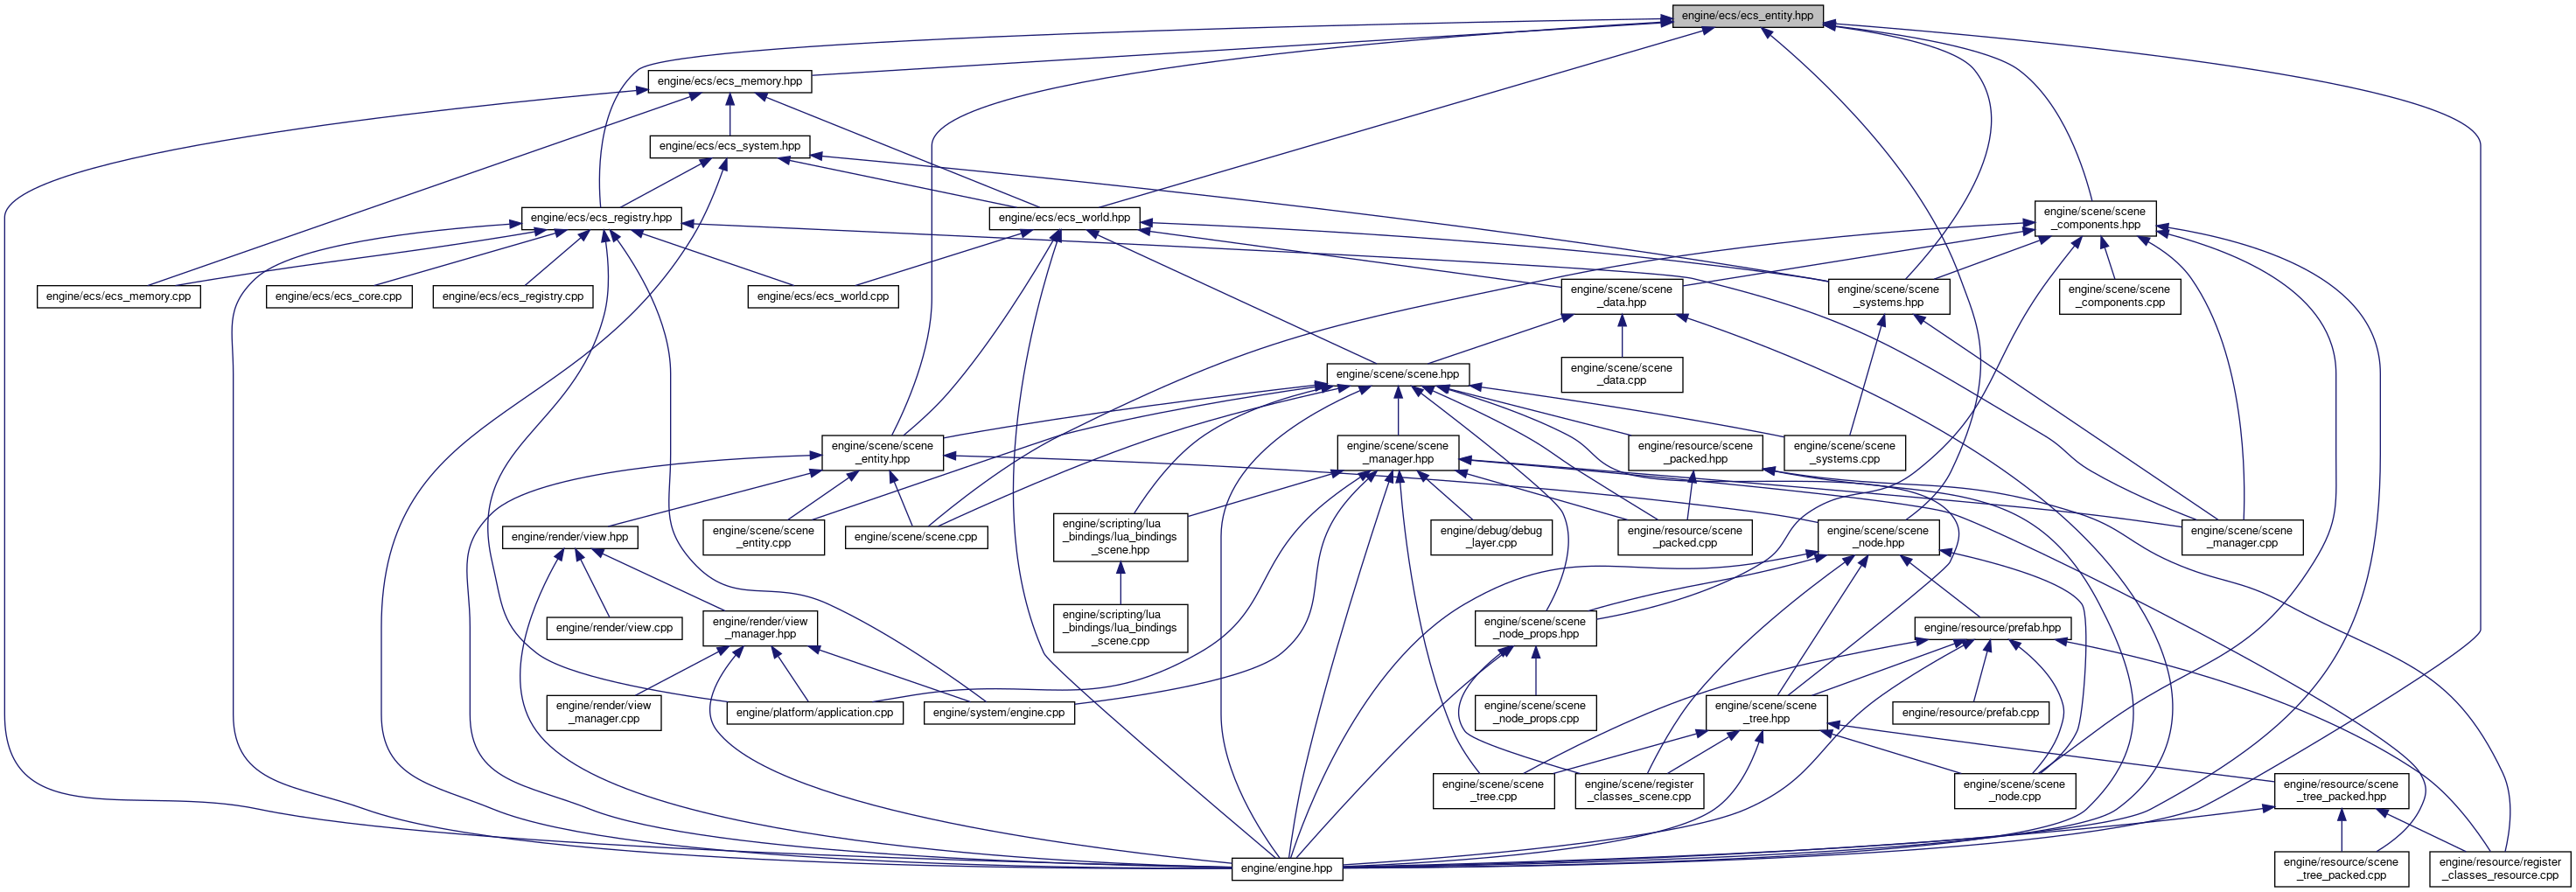 engine/ecs/ecs_entity.hpp
engine/ecs/ecs_memory.hpp
engine/ecs/ecs_system.hpp
engine/ecs/ecs_registry.hpp
engine/ecs/ecs_world.hpp
engine/scene/scene
_components.hpp
engine/ecs/ecs_memory.cpp
engine/ecs/ecs_core.cpp
engine/ecs/ecs_registry.cpp
engine/ecs/ecs_world.cpp
engine/scene/scene
_data.hpp
engine/scene/scene
_systems.hpp
engine/scene/scene
_components.cpp
engine/scene/scene.hpp
engine/scene/scene
_data.cpp
engine/scene/scene
_entity.hpp
engine/scene/scene
_manager.hpp
engine/resource/scene
_packed.hpp
engine/scene/scene
_systems.cpp
engine/render/view.hpp
engine/scene/scene
_entity.cpp
engine/scene/scene.cpp
engine/scripting/lua
_bindings/lua_bindings
_scene.hpp
engine/debug/debug
_layer.cpp
engine/resource/scene
_packed.cpp
engine/scene/scene
_node.hpp
engine/scene/scene
_manager.cpp
engine/render/view.cpp
engine/render/view
_manager.hpp
engine/scripting/lua
_bindings/lua_bindings
_scene.cpp
engine/scene/scene
_node_props.hpp
engine/resource/prefab.hpp
engine/render/view
_manager.cpp
engine/platform/application.cpp
engine/system/engine.cpp
engine/scene/scene
_node_props.cpp
engine/scene/scene
_tree.hpp
engine/resource/prefab.cpp
engine/scene/scene
_tree.cpp
engine/scene/register
_classes_scene.cpp
engine/scene/scene
_node.cpp
engine/resource/scene
_tree_packed.hpp
engine/engine.hpp
engine/resource/scene
_tree_packed.cpp
engine/resource/register
_classes_resource.cpp